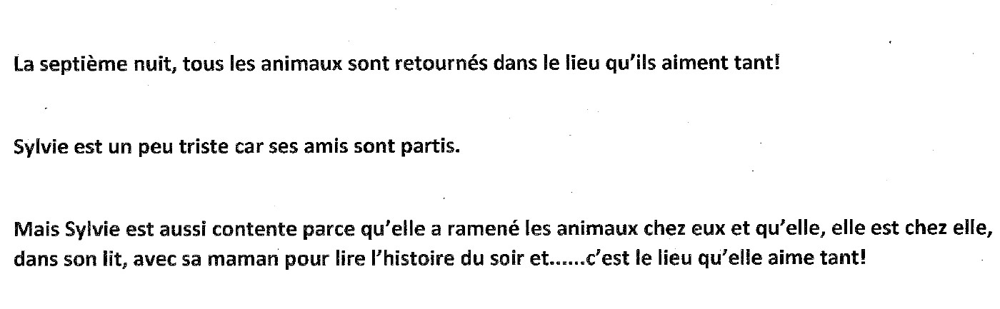 La septième nuit, tous les animaux sont retournés dans le lieu qu'ils aiment tant!
Sylvie est un peu triste car ses amis sont partis.
Mais Sylvie est aussi contente parce qu'elle a ramené les animaux chez eux et qu'elle, elle est chez elle,
dans son lit, avec sa maman pour lire l'histoire du soir et......c'est le lieu qu'elle aime tant!